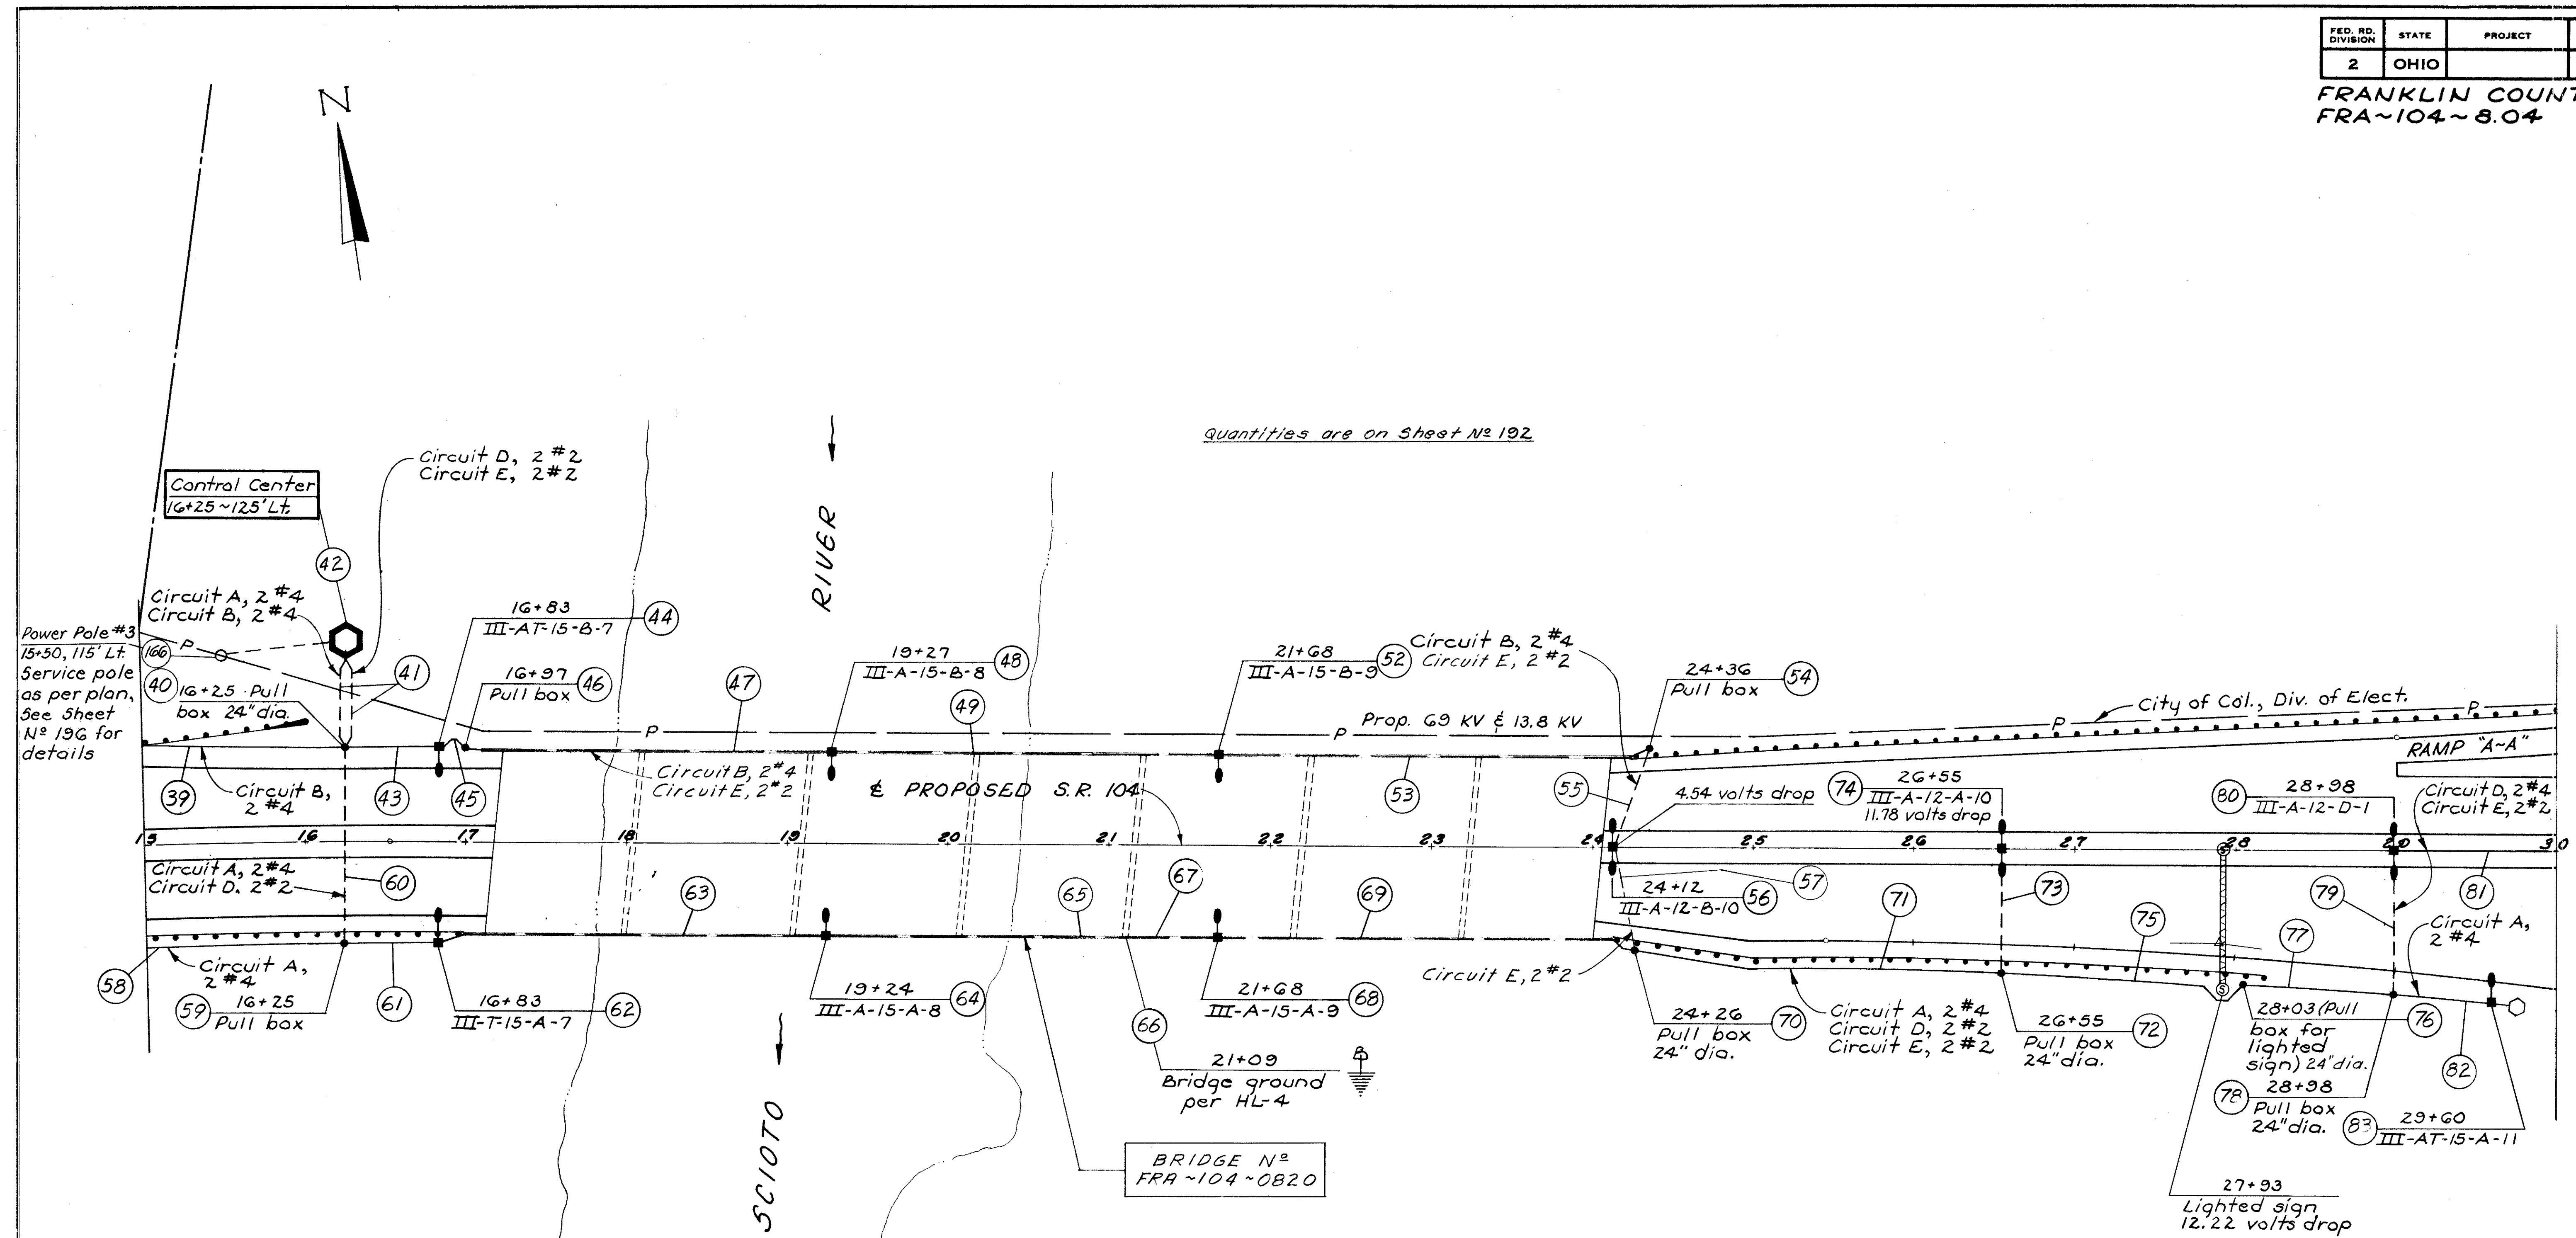 FED. RD. DIVISION STATE PROJECT
2 OHIO
FRANKLIN COUNT
FRA~104~8.04
N
Quantities are on Sheet Nº 192
Circuit D, 2 #2
Circuit E, 2 #2
Control Center
16+25~125' Lt.
42
RIVER
Circuit A, 2 #4
Circuit B, 2 #4
Power Pole #3
15+50, 115' Lt.
Service pole
as per plan,
See Sheet
Nº 196 for
details
166
P
40
16+25 Pull
box 24" dia.
41
16+83
III-AT-15-B-7
44
16+97
Pull box
46
47
19+27
III-A-15-B-8
48
49
21+68
III-A-15-B-9
52
Circuit B, 2 #4
Circuit E, 2 #2
24+36
Pull box
54
City of Col., Div. of Elect.
P
Prop. 69 KV & 13.8 KV
P
P
P
RAMP "A~A"
39
Circuit B,
2 #4
43
45
Circuit B, 2 #4
Circuit E, 2 #2
℄ PROPOSED S.R. 104
53
55
4.54 volts drop
74
26+55
III-A-12-A-10
11.78 volts drop
80
28+98
III-A-12-D-1
Circuit D, 2 #4
Circuit E, 2 #2
15 16 17 18 19 20 21 22 23 24 25 26 27 28 29 30
Circuit A, 2 #4
Circuit D, 2 #2
60
63
65
67
69
24+12
III-A-12-B-10
56
57
71
73
75
77
79
81
Circuit A,
2 #4
58
Circuit A,
2 #4
59
16+25
Pull box
61
16+83
III-T-15-A-7
62
19+24
III-A-15-A-8
64
66
21+68
III-A-15-A-9
68
Circuit E, 2 #2
24+26
Pull box
24" dia.
70
Circuit A, 2 #4
Circuit D, 2 #2
Circuit E, 2 #2
26+55
Pull box
24" dia.
72
28+03 (Pull
box for
lighted
sign) 24" dia.
76
82
21+09
Bridge ground
per HL-4
B
78
28+98
Pull box
24" dia.
83
29+60
III-AT-15-A-11
SCIOTO
BRIDGE Nº
FRA~104~0820
27+93
Lighted sign
12.22 volts drop
S
S